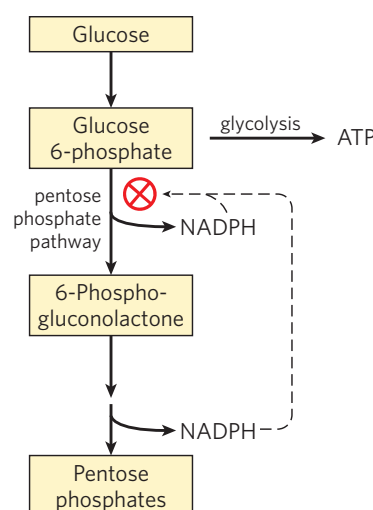 Glucose
Glucose
6-phosphate
glycolysis
ATP
pentose
phosphate
pathway
NADPH
6-Phospho-
gluconolactone
NADPH
Pentose
phosphates